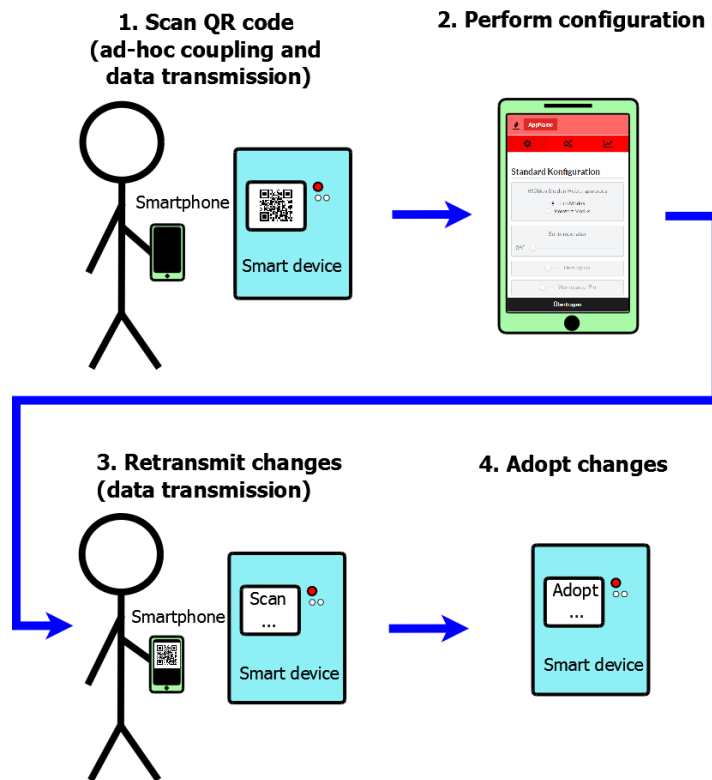 1. Scan QR code
(ad-hoc coupling and
data transmission)
2. Perform configuration
Smartphone
Smart device
AppName
Standard Konfiguration
0°C
Übertragen
3. Retransmit changes
(data transmission)
4. Adopt changes
Smartphone
Scan
...
Smart device
Adopt
...
Smart device